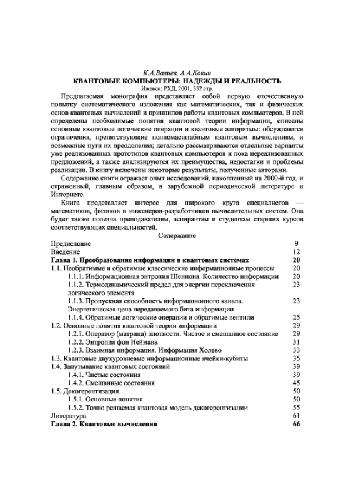 К.А.Валиев, А.А.Кокин
КВАНТОВЫЕ КОМПЬЮТЕРЫ: НАДЕЖДЫ И РЕАЛЬНОСТЬ
Ижевск: РХД, 2001, 352 стр.
Предлагаемая монография представляет собой первую отечественную
попытку систематического изложения как математических, так и физических
основ квантовых вычислений и принципов работы квантовых компьютеров. В ней
определены необходимые понятия квантовой теории информации, описаны
основные квантовые логические операции и квантовые алгоритмы; обсуждаются
ограничения, препятствующие полномасштабным квантовым вычислениям, и
возможные пути их преодоления; детально рассматриваются отдельные варианты
уже реализованных прототипов квантовых компьютеров и пока нереализованных
предложений, а также анализируются их преимущества, недостатки и проблемы
реализации. В книгу включены некоторые результаты, полученные авторами.
Содержание книги отражает опыт исследований, накопленный на 2000-й год, и
отраженный, главным образом, в зарубежной периодической литературе и
Интернете.
Книга представляет интерес для широкого круга специалистов —
математиков, физиков и инженеров-разработчиков вычислительных систем. Она
будет также полезна преподавателям, аспирантам и студентам старших курсов
соответствующих специальностей.
Содержание
Предисловие 9
Введение 12
Глава 1. Преобразование информации в квантовых системах 20
1.1. Необратимые и обратимые классические информационные процессы 20
1.1.1. Информационная энтропия Шеннона. Количество информации 20
1.1.2. Термодинамический предел для энергии переключения 23
логического элемента
1.1.3. Пропускная способность информационного канала. 23
Энергетическая цена передаваемого бита информации
1.1.4. Обратимые логические операции и обратимые вентили 25
1.2. Основные понятия квантовой теории информации 29
1.2.1. Оператор (матрица) плотности. Чистое и смешанное состояние 29
1.2.2. Энтропия фон Неймана 31
1.2.3. Взаимная информация. Информация Холево 33
1.3. Квантовые двухуровневые информационные ячейки-кубиты 35
1.4. Запутывание квантовых состояний 39
1.4.1. Чистые состояния 39
1.4.2. Смешанные состояния 45
1.5. Декогерентизация 50
1.5.1. Основные понятия 50
1.5.2. Точно решаемая квантовая модель декогерентизации 55
Литература 61
Глава 2. Квантовые вычисления 66